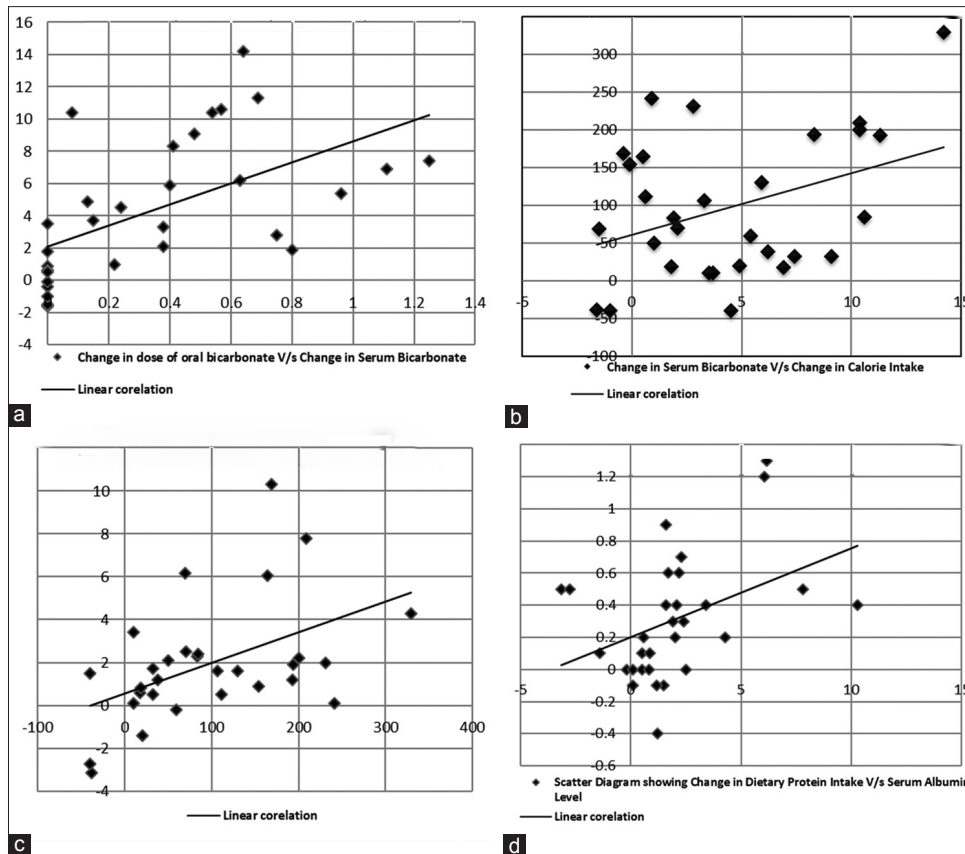 16
14
12
10
8
6
4
2
0
-2
-4
0.2 0.4 0.6 0.8 1 1.2 1.4
Change in dose of oral bicarbonate V/s Change in Serum Bicarbonate
Linear corelation
a
300
250
200
150
100
50
0
-50
-100
-5 0 5 10 15
Change in Serum Bicarbonate V/s Change in Calorie Intake
Linear corelation
b
10
8
6
4
2
0
-2
-4
-100 0 100 200 300 400
Linear corelation
c
1.2
1
0.8
0.6
0.4
0.2
0
-0.2
-0.4
-0.6
-5 0 5 10 15
Scatter Diagram showing Change in Dietary Protein Intake V/s Serum Albumin
Level
Linear corelation
d